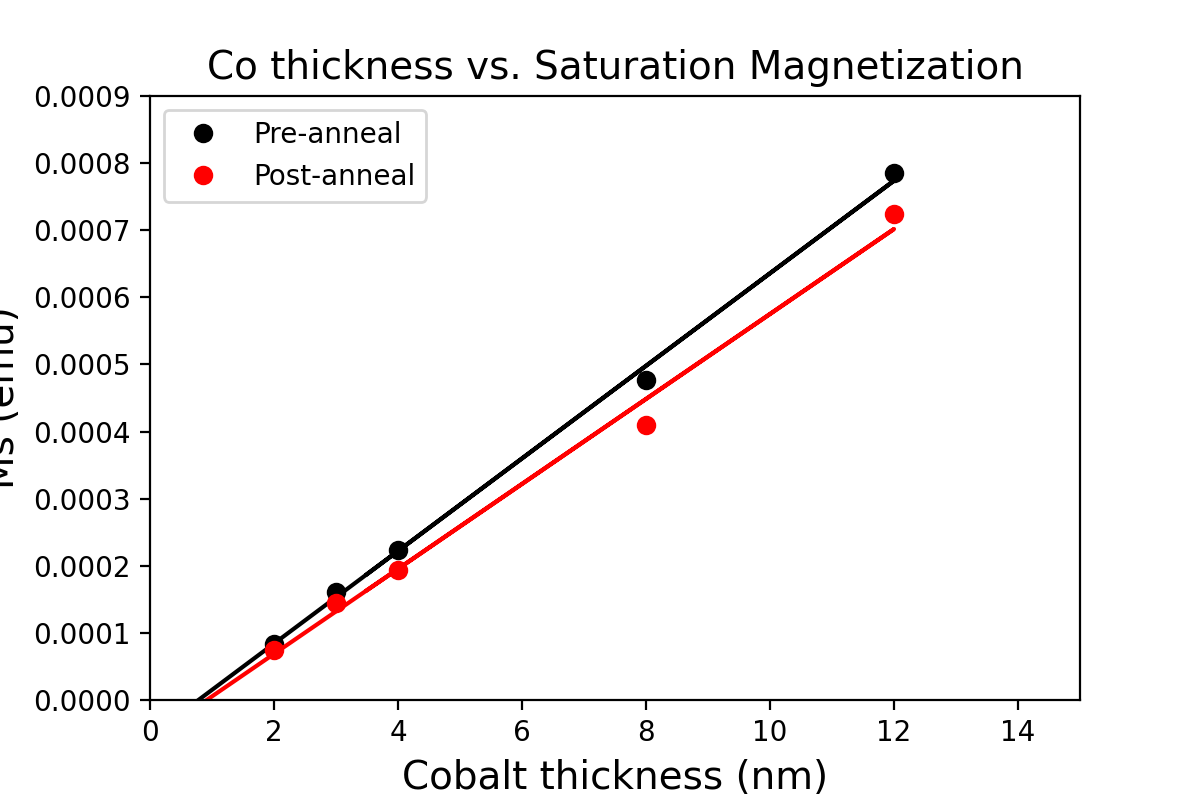 Co thickness vs. Saturation Magnetization
Pre-anneal
Post-anneal
0.0009
0.0008
0.0007
0.0006
0.0005
0.0004
0.0003
0.0002
0.0001
0.0000
Ms (emu)
0 2 4 6 8 10 12 14
Cobalt thickness (nm)